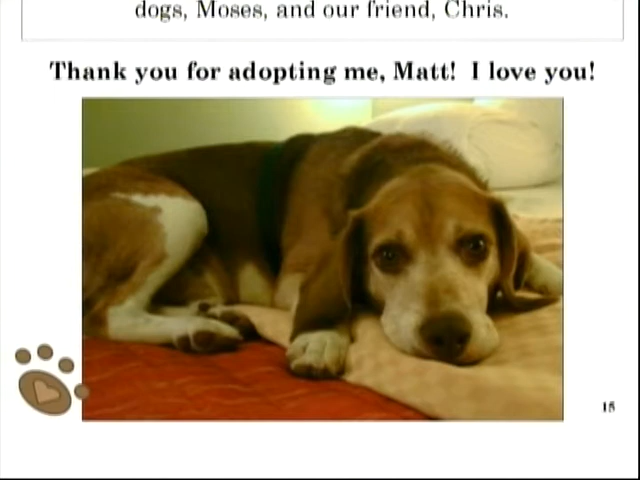 dogs, Moses, and our friend, Chris.
Thank you for adopting me, Matt!  I love you!
15